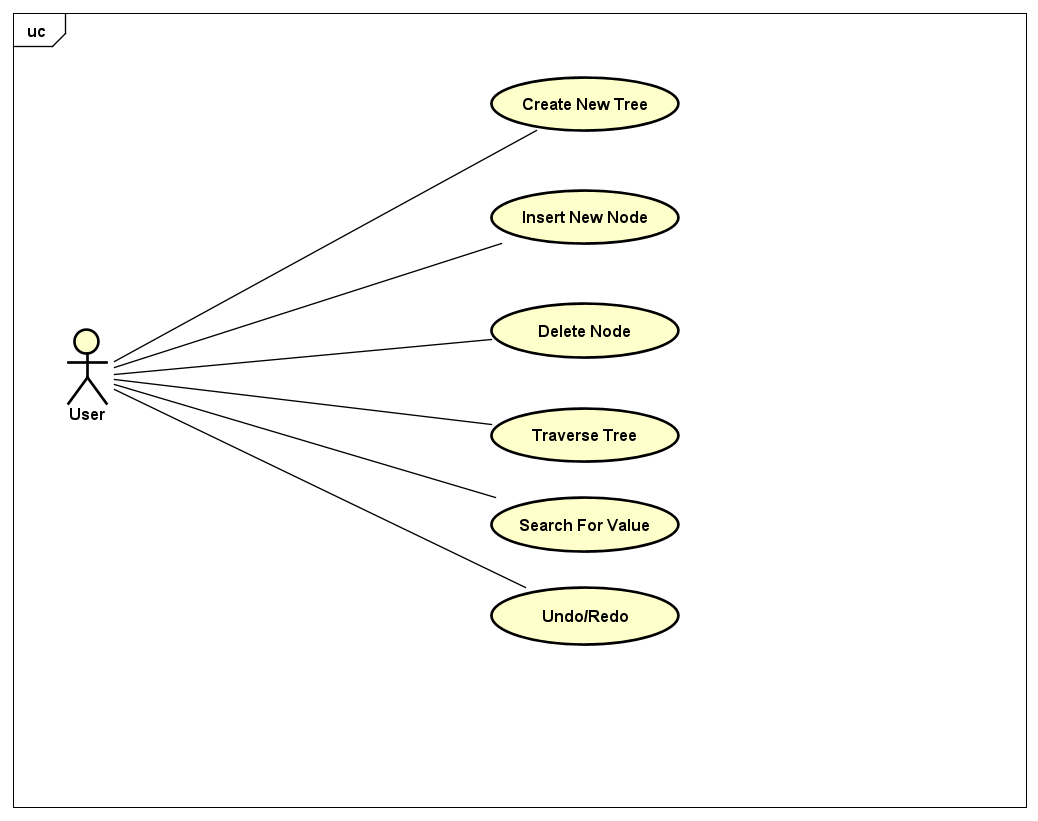 uc
Create New Tree
Insert New Node
Delete Node
User
Traverse Tree
Search For Value
Undo/Redo